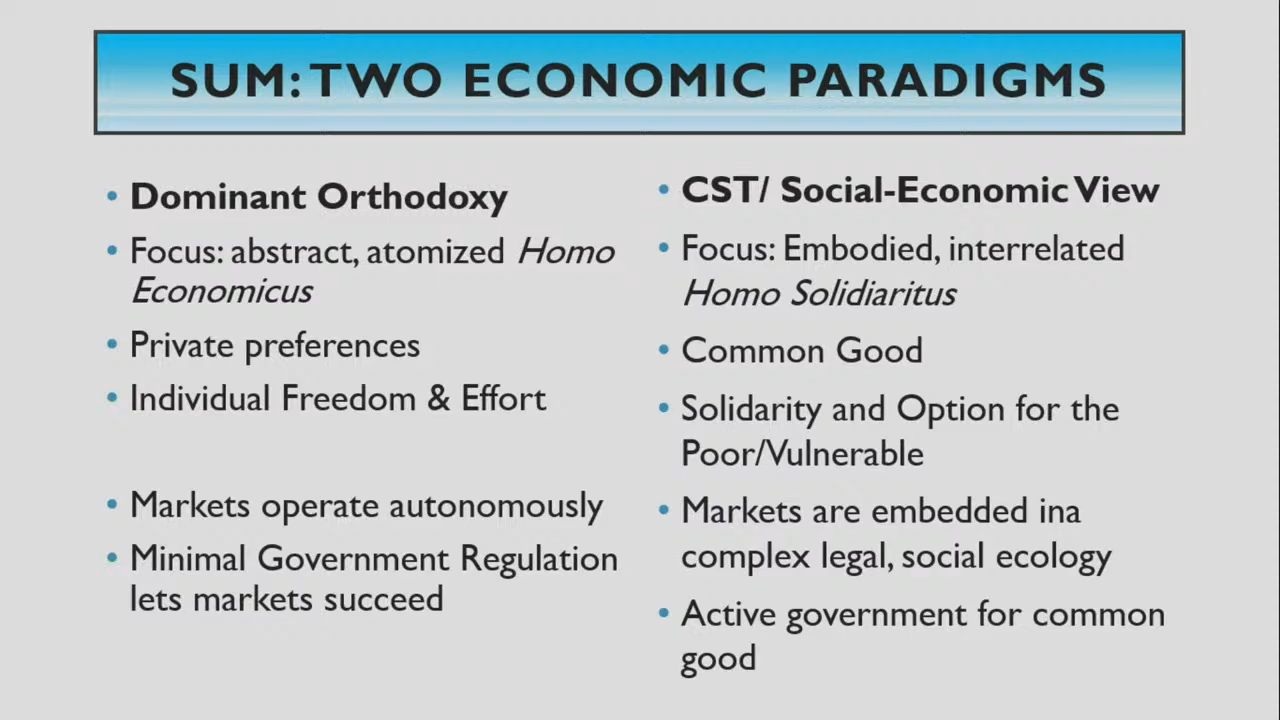 SUM: TWO ECONOMIC PARADIGMS
• Dominant Orthodoxy
• Focus: abstract, atomized Homo
Economicus
• Private preferences
• Individual Freedom & Effort
• Markets operate autonomously
• Minimal Government Regulation
lets markets succeed
• CST/ Social-Economic View
• Focus: Embodied, interrelated
Homo Solidiaritus
• Common Good
• Solidarity and Option for the
Poor/Vulnerable
• Markets are embedded ina
complex legal, social ecology
• Active government for common
good